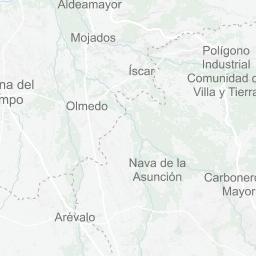 Aldeamayor
Mojados
Polígono
Industrial
Comunidad d
Villa y Tierra
Íscar
na del
mpo
Olmedo
Nava de la
Asunción
Carbonero
Mayor
Arévalo